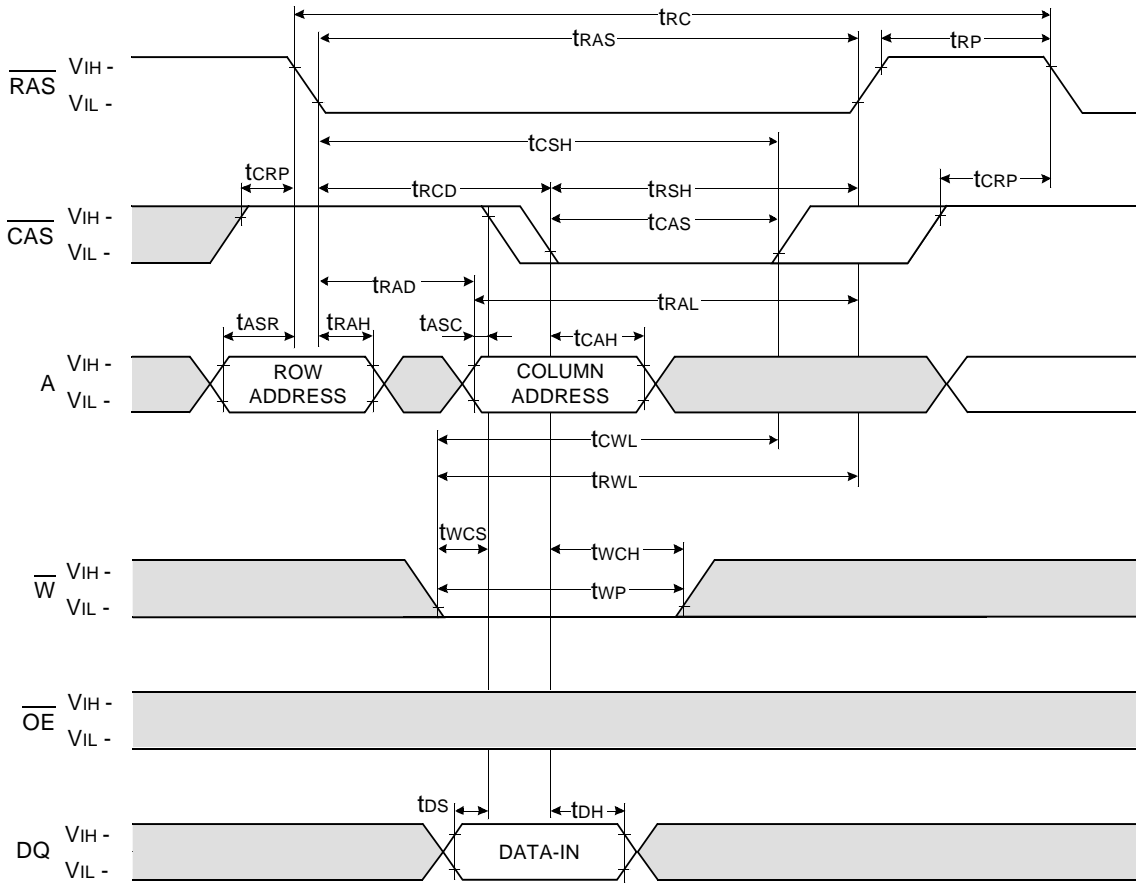 tRC
tRAS
tRP
RAS
VIH -
VIL -
tCSH
tCRP
tRCD
tRSH
tCRP
CAS
VIH -
VIL -
tCAS
tRAD
tRAL
tASR
tRAH
tASC
tCAH
A
VIH -
VIL -
ROW
ADDRESS
COLUMN
ADDRESS
tCWL
tRWL
tWCS
tWCH
W
VIH -
VIL -
tWP
OE
VIH -
VIL -
tDS
tDH
DQ
VIH -
VIL -
DATA-IN